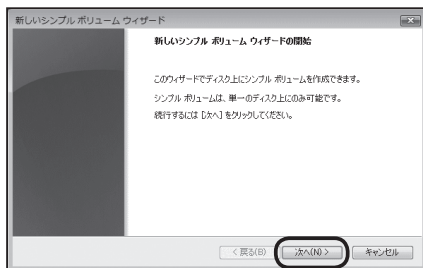 新しいシンプル ボリューム ウィザード
新しいシンプル ボリューム ウィザードの開始
このウィザードでディスク上にシンプル ボリュームを作成できます。
シンプル ボリュームは、単一のディスク上にのみ可能です。
続行するには [次へ] をクリックしてください。
< 戻る(B) 次へ(N) > キャンセル